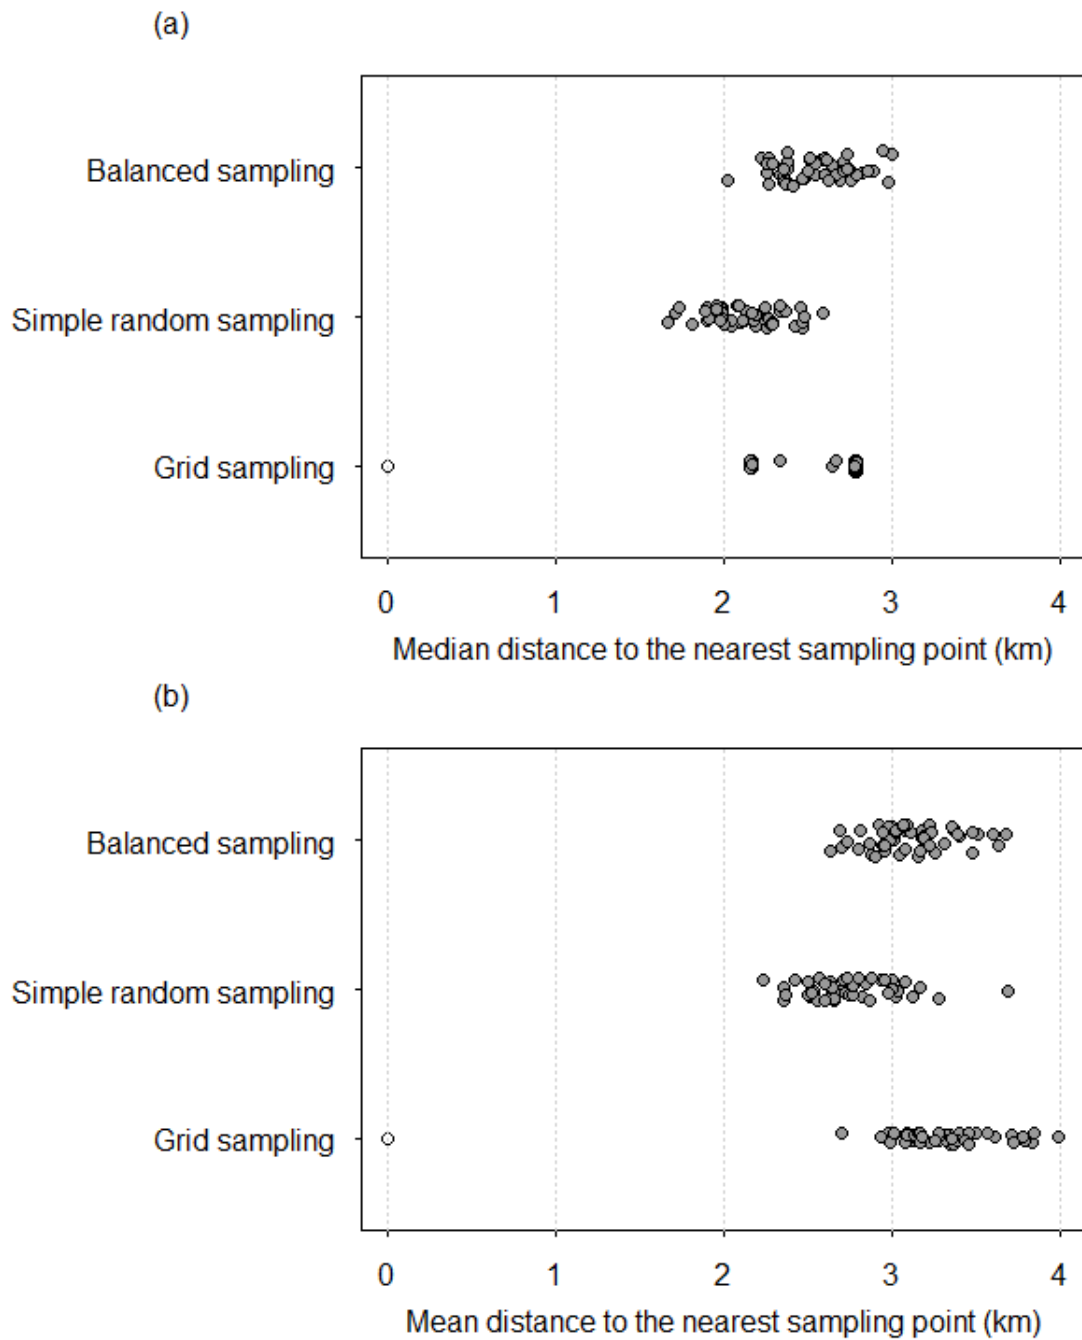 (a)
Balanced sampling
Simple random sampling
Grid sampling
0 1 2 3 4
Median distance to the nearest sampling point (km)
(b)
Balanced sampling
Simple random sampling
Grid sampling
0 1 2 3 4
Mean distance to the nearest sampling point (km)